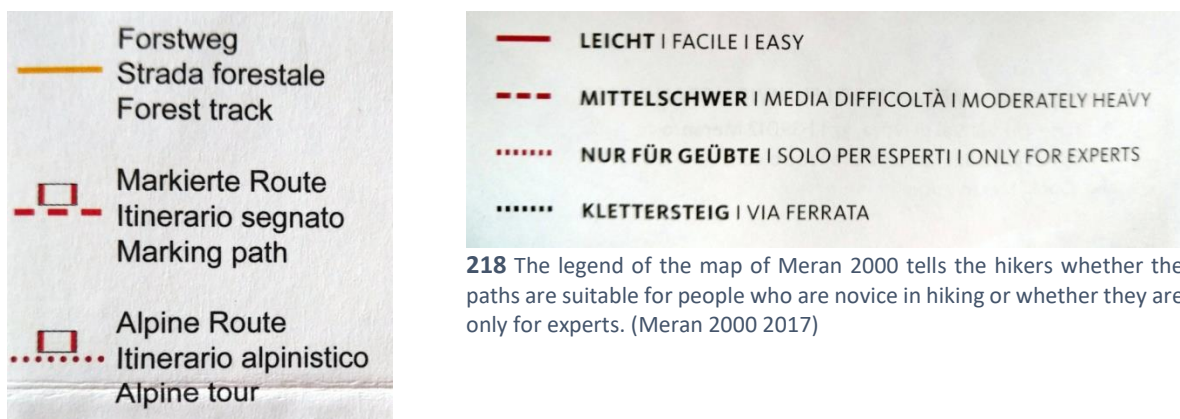 Forstweg
Strada forestale
Forest track
Markierte Route
Itinerario segnato
Marking path
Alpine Route
Itinerario alpinistico
Alpine tour
LEICHT I FACILE I EASY
MITTELSCHWER I MEDIA DIFFICOLTÀ I MODERATELY HEAVY
NUR FÜR GEÜBTE I SOLO PER ESPERTI I ONLY FOR EXPERTS
KLETTERSTEIG I VIA FERRATA
218 The legend of the map of Meran 2000 tells the hikers whether the
paths are suitable for people who are novice in hiking or whether they are
only for experts. (Meran 2000 2017)